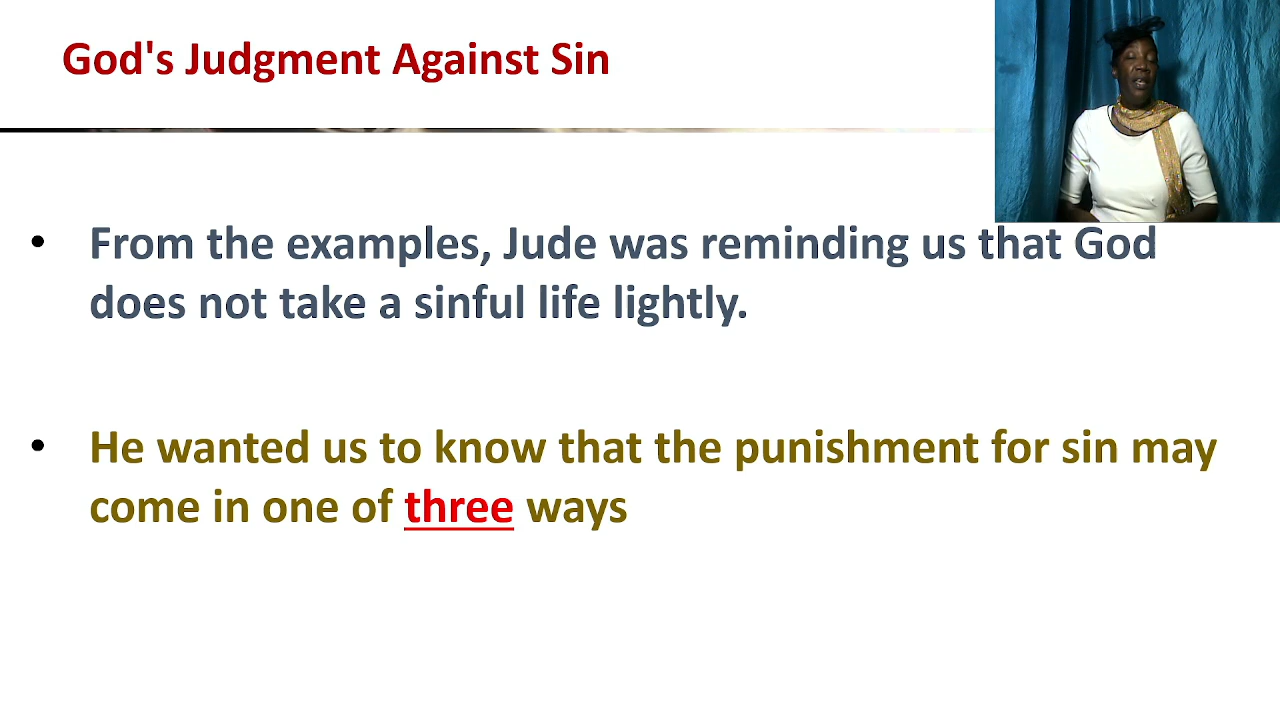 God's Judgment Against Sin
• From the examples, Jude was reminding us that God
does not take a sinful life lightly.
• He wanted us to know that the punishment for sin may
come in one of three ways